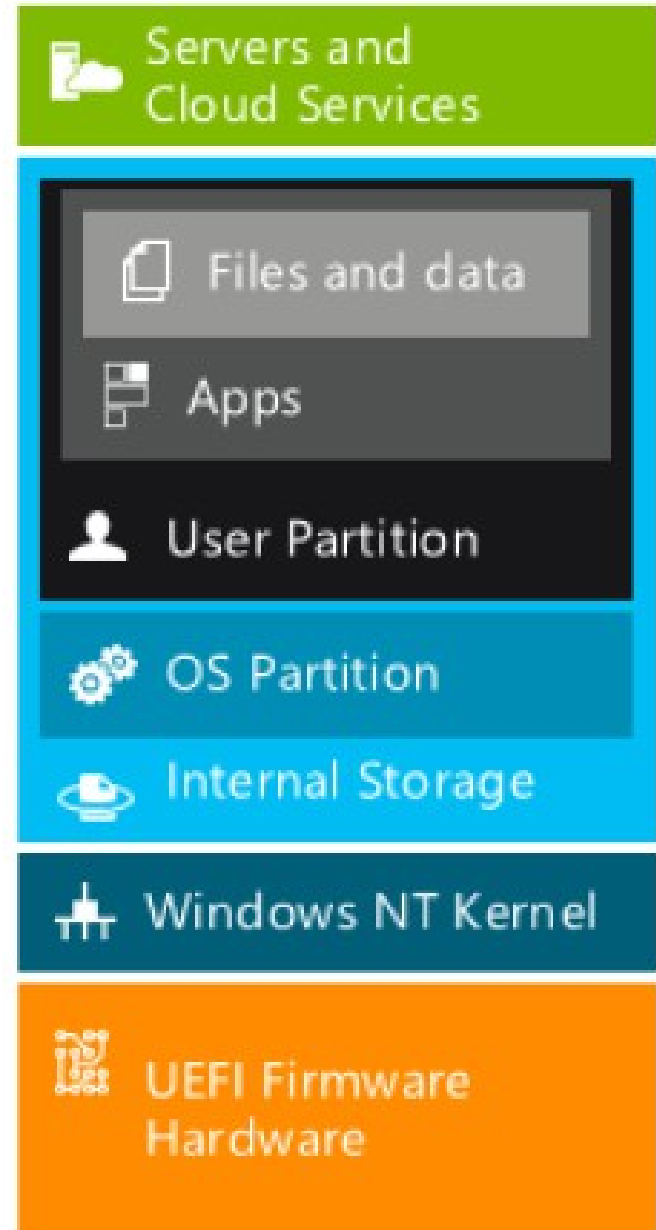 Servers and
Cloud Services
Files and data
Apps
User Partition
OS Partition
Internal Storage
Windows NT Kernel
UEFI Firmware
Hardware